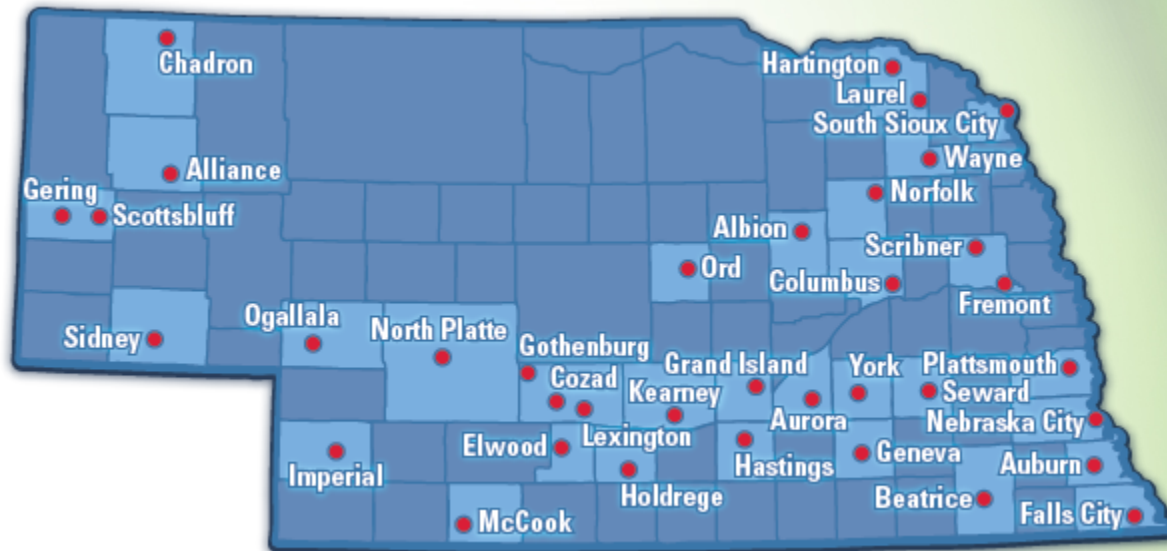 Chadron
Hartington
Laurel
South Sioux City
Alliance
Wayne
Gering
Norfolk
Scottsbluff
Albion
Scribner
Ord
Columbus
Fremont
Sidney
Ogallala
North Platte
Gothenburg
Grand Island
York
Plattsmouth
Cozad
Kearney
Seward
Aurora
Nebraska City
Elwood
Lexington
Hastings
Geneva
Auburn
Imperial
Holdrege
Beatrice
McCook
Falls City